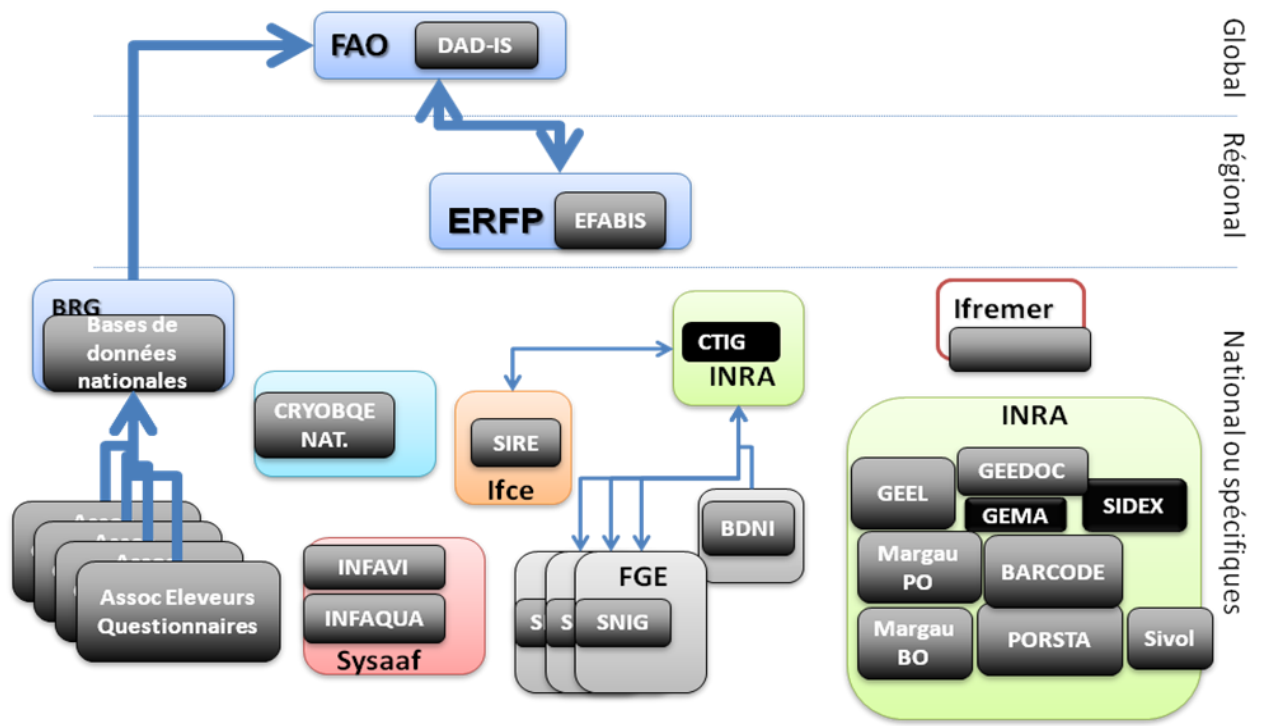 FAO
DAD-IS
Global
Régional
ERFP
EFABIS
National ou spécifiques
BRG
Bases de
données
nationales
CRYOBQE
NAT.
SIRE
Ifce
CTIG
INRA
Ifremer
INRA
GEEL
GEEDOC
GEMA
SIDEX
Margau
PO
BARCODE
Margau
BO
PORSTA
Sivol
BDNI
Assoc Eleveurs
Questionnaires
INFAVI
INFAQUA
Sysaaf
FGE
S
S
SNIG